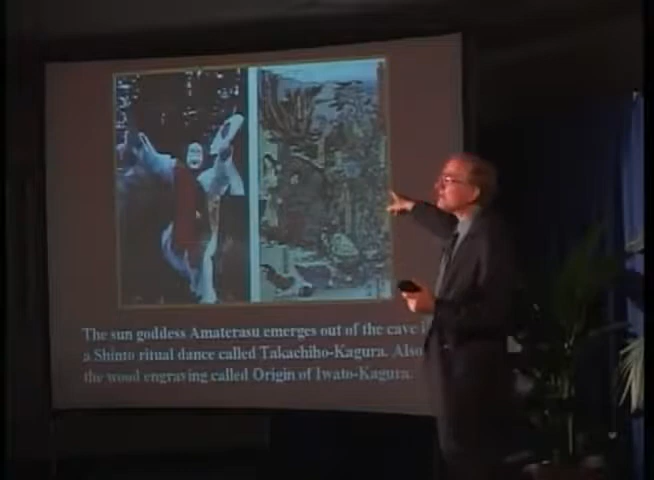 The sun goddess Amaterasu emerges out of the cave
a Shinto ritual dance called Takachiho-Kagura. Also
the wood engraving called Origin of Iwato-Kagura.